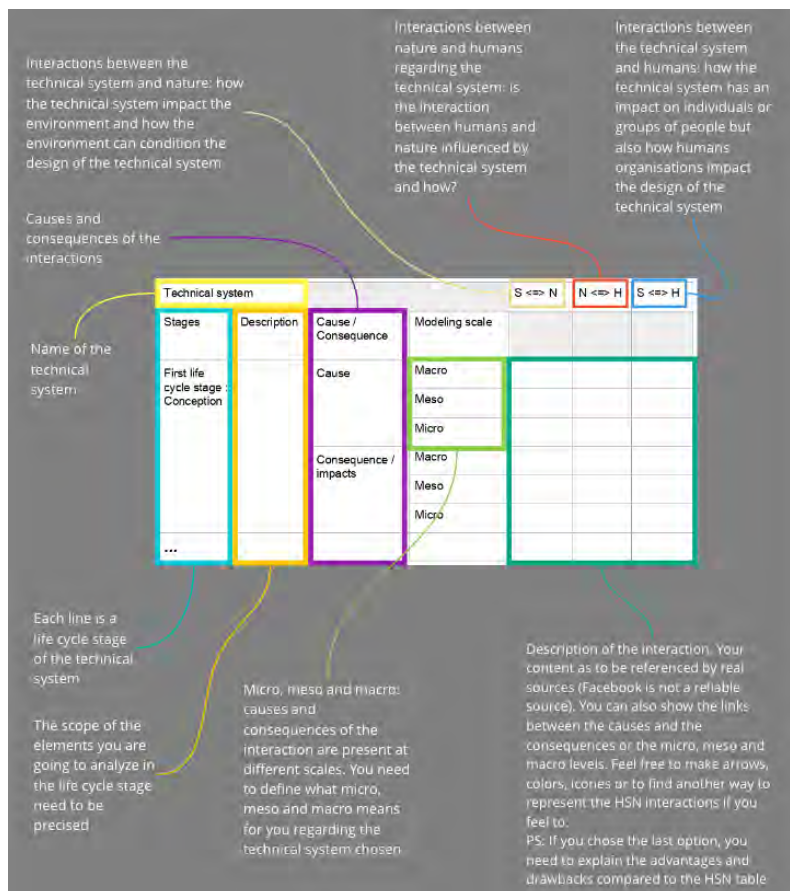 Interactions between the
technical system and nature: how
the technical system impact the
environment and how the
environment can condition the
design of the technical system
Interactions between
nature and humans
regarding the
technical system: is
the interaction
between humans and
nature influenced by
the technical system
and how?
Interactions between
the technical system
and humans: how the
technical system has an
impact on individuals or
groups of people but
also how humans
organisations impact
the design of the
technical system
Causes and
consequences of the
interactions
Name of the
technical
system
Technical system
S <=> N
N <=> H
S <=> H
Stages
Description
Cause /
Consequence
Modeling scale
First life
cycle stage :
Conception
Cause
Macro
Meso
Micro
Consequence /
impacts
Macro
Meso
Micro
...
Each line is a
life cycle stage
of the technical
system
The scope of the
elements you are
going to analyze in
the life cycle stage
need to be
precised
Micro, meso and macro:
causes and
consequences of the
interaction are present at
different scales. You need
to define what micro,
meso and macro means
for you regarding the
technical system chosen
Description of the interaction. Your
content as to be referenced by real
sources (Facebook is not a reliable
source). You can also show the links
between the causes and the
consequences or the micro, meso and
macro levels. Feel free to make arrows,
colors, icones or to find another way to
represent the HSN interactions if you
feel to.
PS: If you chose the last option, you
need to explain the advantages and
drawbacks compared to the HSN table